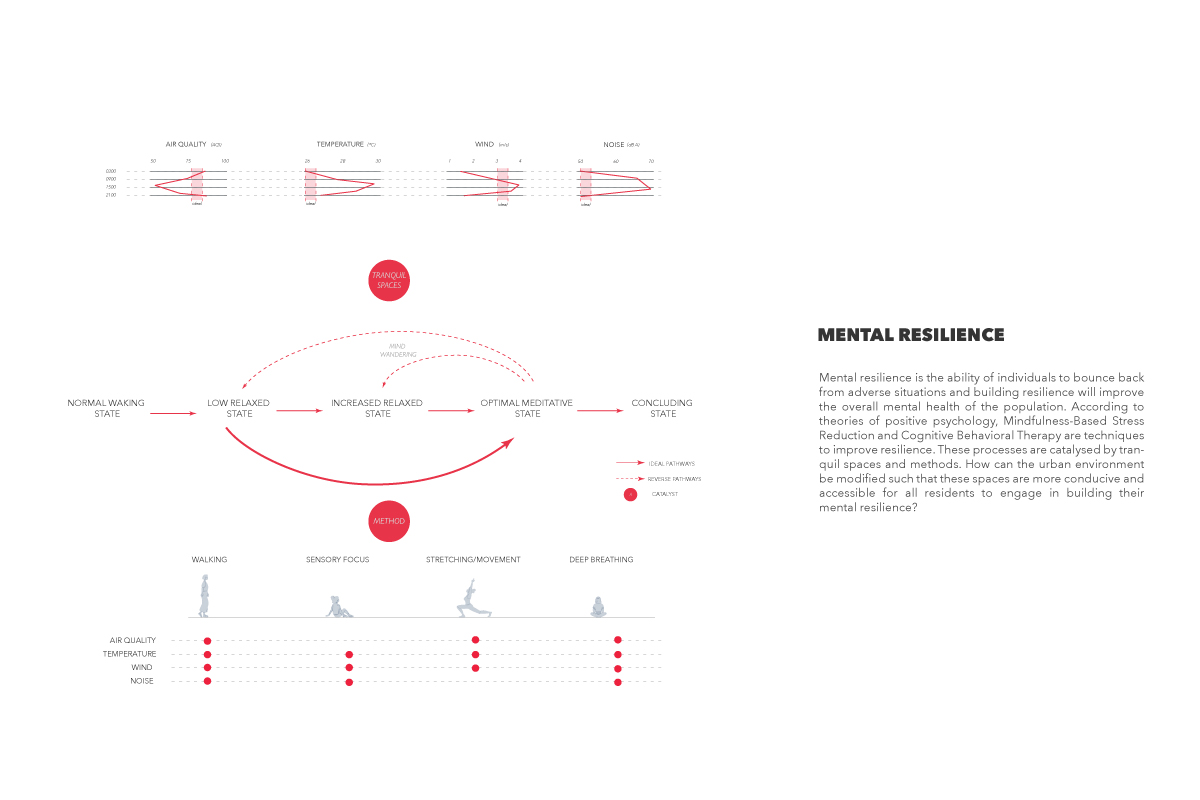 AIR QUALITY (AQI)
TEMPERATURE (°C)
WIND (m/s)
NOISE (dBA)
50 75 100
26 28 30
1 2 3 4
50 60 70
0300
0900
1500
2100
ideal
ideal
ideal
ideal
TRANQUIL
SPACES
MIND
WANDERING
NORMAL WAKING
STATE
LOW RELAXED
STATE
INCREASED RELAXED
STATE
OPTIMAL MEDITATIVE
STATE
CONCLUDING
STATE
IDEAL PATHWAYS
REVERSE PATHWAYS
CATALYST
METHOD
WALKING
SENSORY FOCUS
STRETCHING/MOVEMENT
DEEP BREATHING
AIR QUALITY
TEMPERATURE
WIND
NOISE
MENTAL RESILIENCE
Mental resilience is the ability of individuals to bounce back
from adverse situations and building resilience will improve
the overall mental health of the population. According to
theories of positive psychology, Mindfulness-Based Stress
Reduction and Cognitive Behavioral Therapy are techniques
to improve resilience. These processes are catalysed by tran-
quil spaces and methods. How can the urban environment
be modified such that these spaces are more conducive and
accessible for all residents to engage in building their
mental resilience?